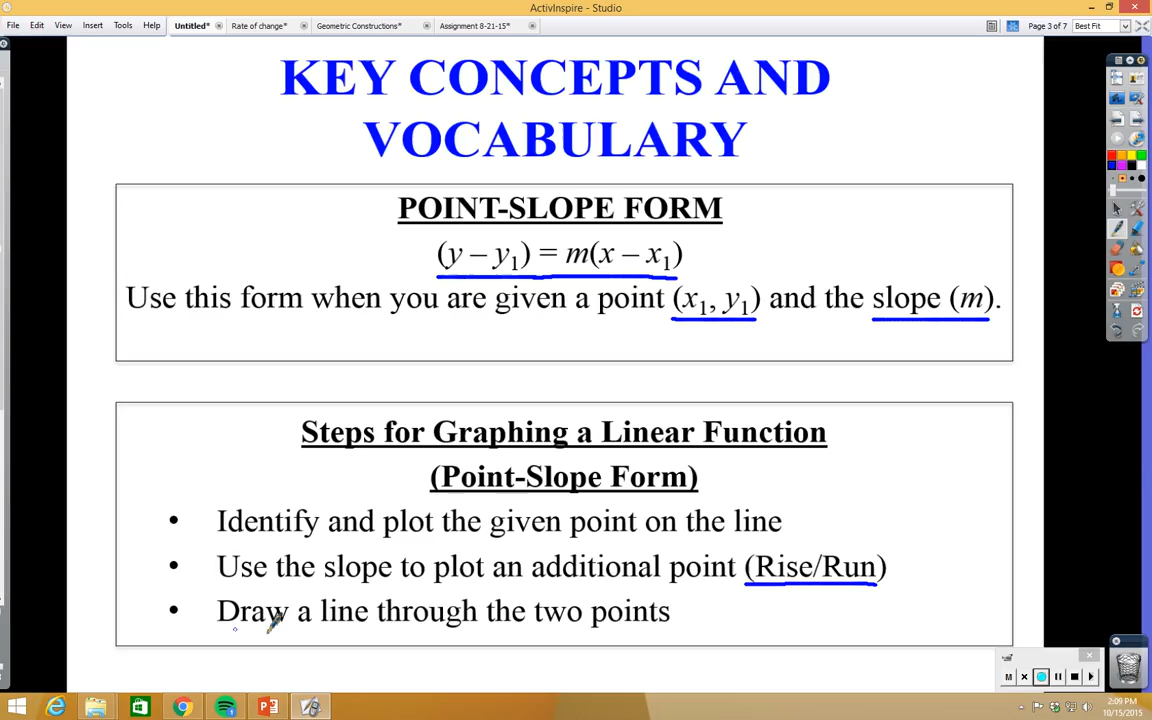 ActivInspire - Studio
File Edit View Insert Tools Help Untitled* Rate of change* Geometric Constructions* Assignment 8-21-15* Page 3 of 7 Best Fit
KEY CONCEPTS AND
VOCABULARY
POINT-SLOPE FORM
(y – y₁) = m(x – x₁)
Use this form when you are given a point (x₁, y₁) and the slope (m).
Steps for Graphing a Linear Function
(Point-Slope Form)
• Identify and plot the given point on the line
• Use the slope to plot an additional point (Rise/Run)
• Draw a line through the two points
M
2:09 PM
10/15/2015